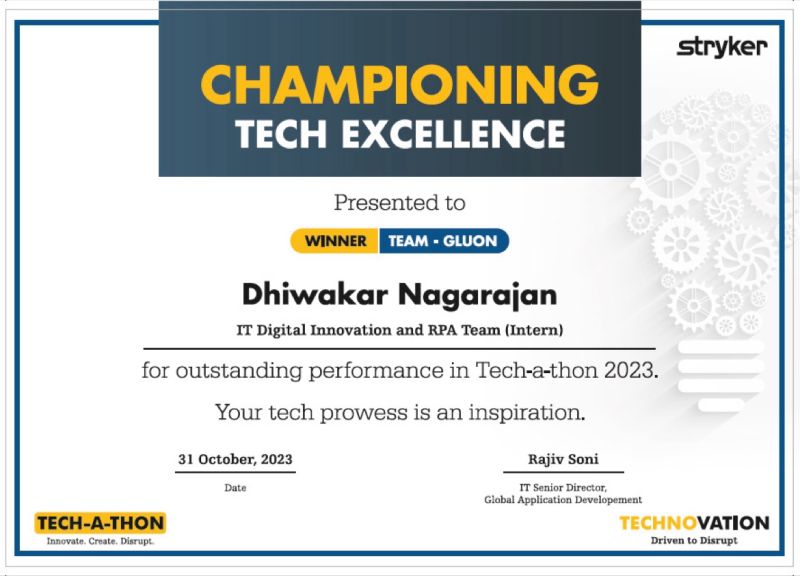 stryker
CHAMPIONING
TECH EXCELLENCE
Presented to
WINNER TEAM - GLUON
Dhiwakar Nagarajan
IT Digital Innovation and RPA Team (Intern)
for outstanding performance in Tech-a-thon 2023.
Your tech prowess is an inspiration.
31 October, 2023
Date
Rajiv Soni
IT Senior Director,
Global Application Developement
TECH-A-THON
Innovate. Create. Disrupt.
TECHNOVATION
Driven to Disrupt